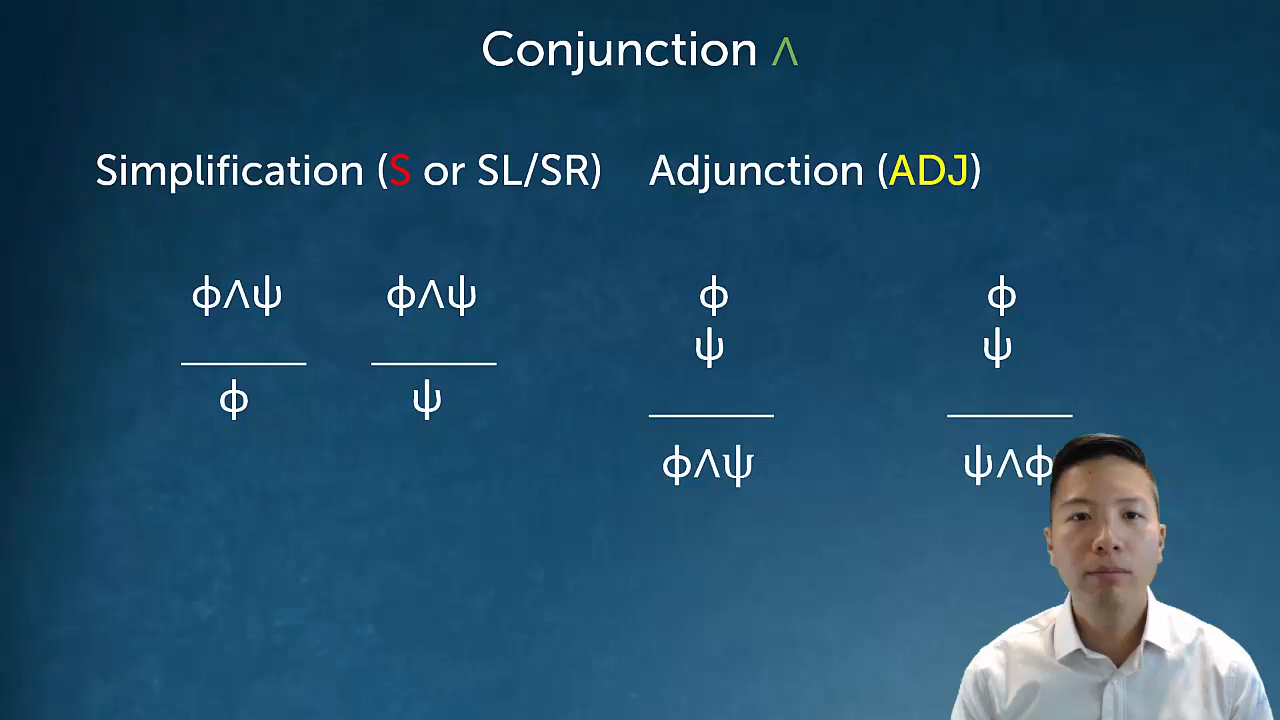 Conjunction ∧
Simplification (S or SL/SR)
Adjunction (ADJ)
ϕ∧ψ
ϕ
ϕ∧ψ
ψ
ϕ
ψ
ϕ∧ψ
ϕ
ψ
ψ∧ϕ